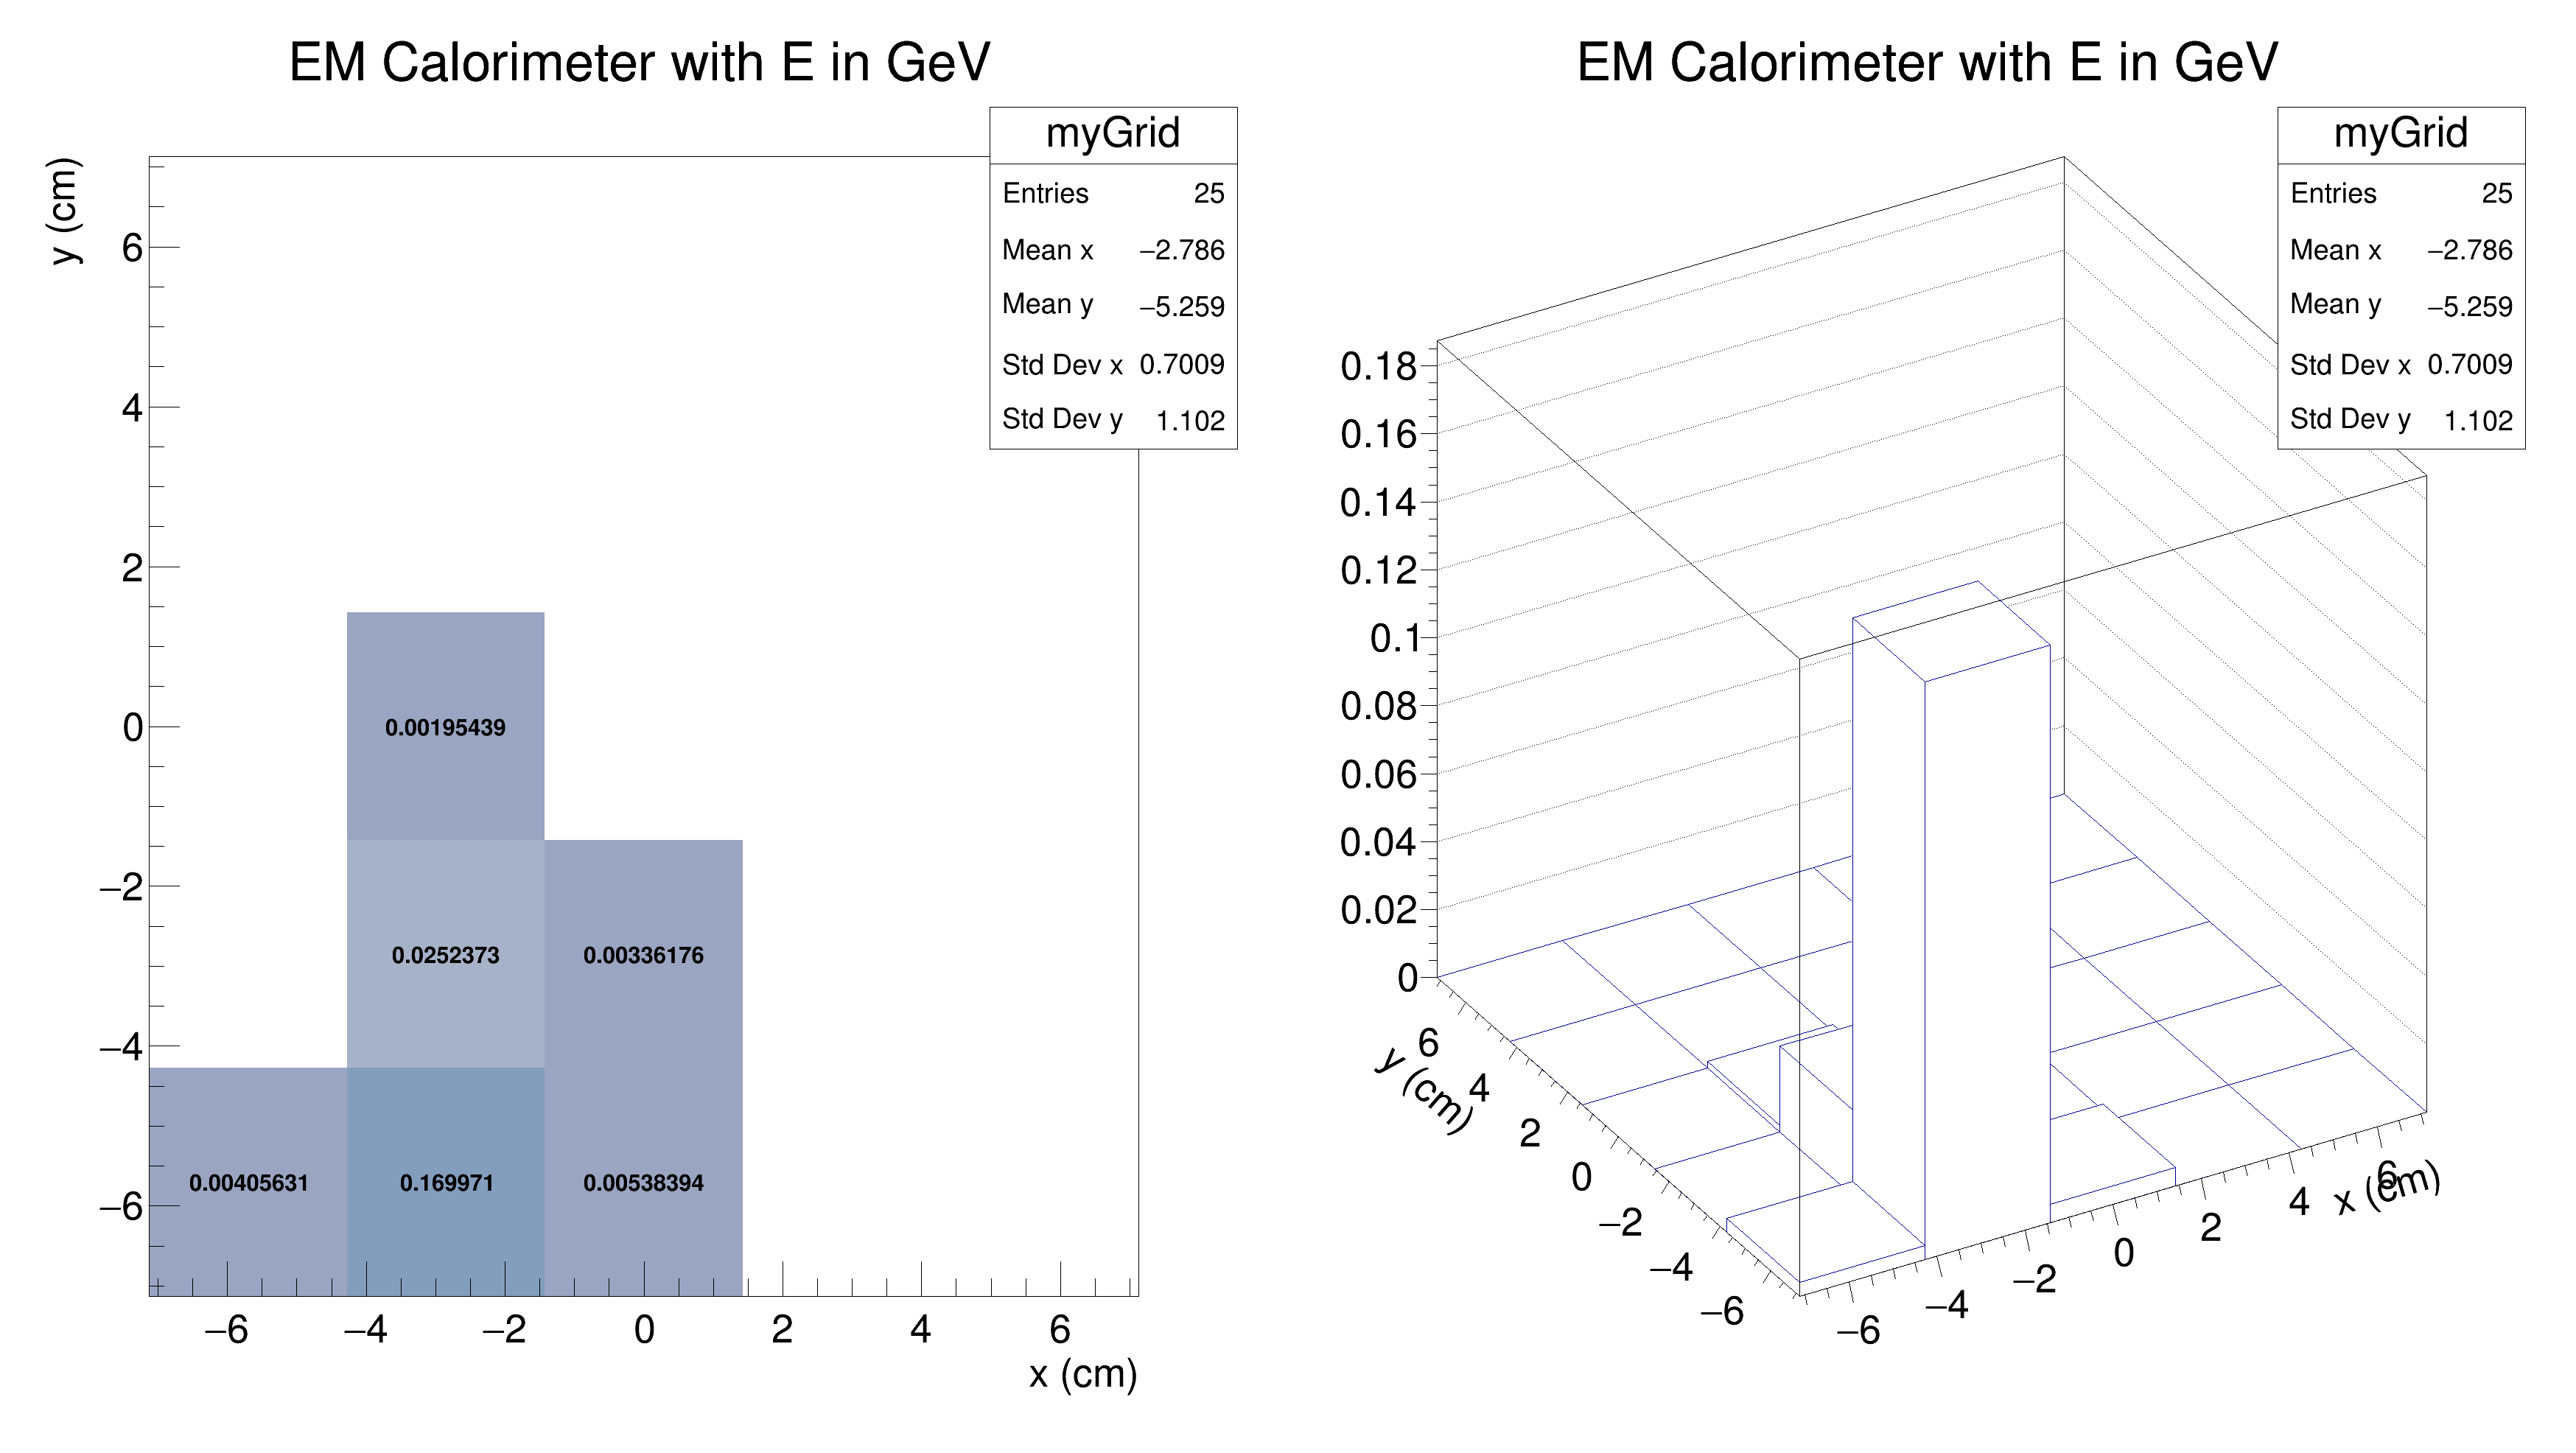 EM Calorimeter with E in GeV
myGrid
Entries 25
Mean x −2.786
Mean y −5.259
Std Dev x 0.7009
Std Dev y 1.102
y (cm)
6
4
2
0
−2
−4
−6
0.00195439
0.0252373 0.00336176
0.00405631 0.169971 0.00538394
−6 −4 −2 0 2 4 6
x (cm)
EM Calorimeter with E in GeV
myGrid
Entries 25
Mean x −2.786
Mean y −5.259
Std Dev x 0.7009
Std Dev y 1.102
0.18
0.16
0.14
0.12
0.1
0.08
0.06
0.04
0.02
0
y (cm)
6
4
2
0
−2
−4
−6
−6
−4
−2
0
2
4
6
x (cm)